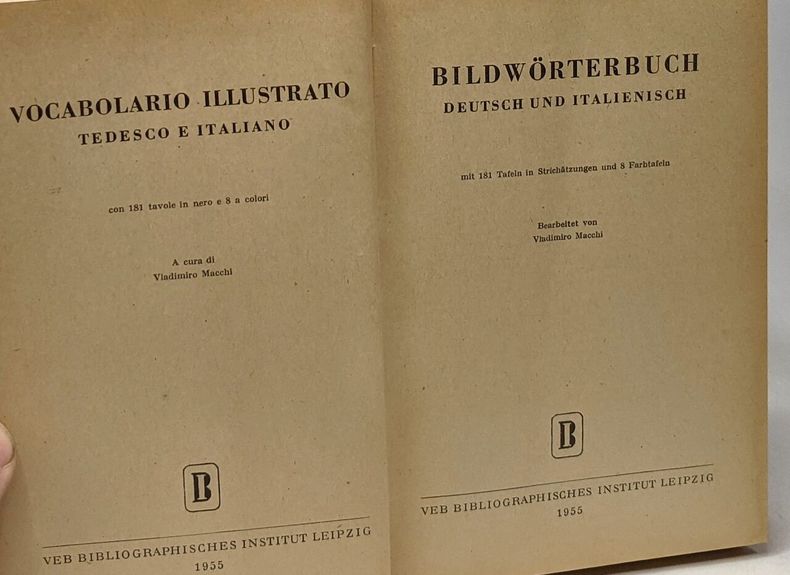 VOCABOLARIO ILLUSTRATO
TEDESCO E ITALIANO
con 181 tavole in nero e 8 a colori
A cura di
Vladimiro Macchi
B
VEB BIBLIOGRAPHISCHES INSTITUT LEIPZIG
1955
BILDWÖRTERBUCH
DEUTSCH UND ITALIENISCH
mit 181 Tafeln in Strichätzungen und 8 Farbtafeln
Bearbeitet von
Vladimiro Macchi
B
VEB BIBLIOGRAPHISCHES INSTITUT LEIPZIG
1955